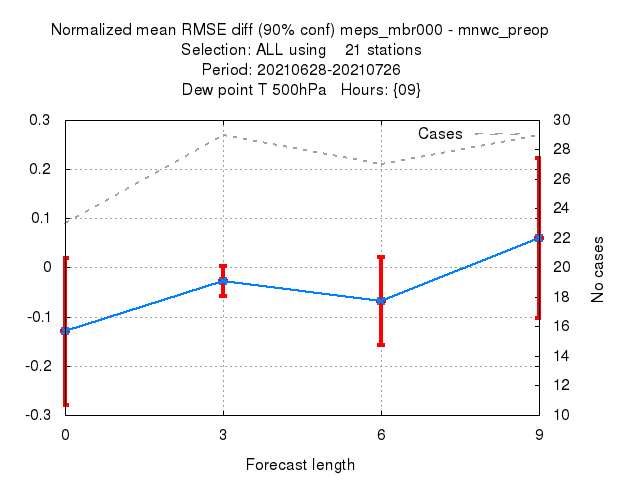 Normalized mean RMSE diff (90% conf) meps_mbr000 - mnwc_preop
Selection: ALL using 21 stations
Period: 20210628-20210726
Dew point T 500hPa Hours: {09}
Cases
0.3
0.2
0.1
0
-0.1
-0.2
-0.3
30
28
26
24
22
20
18
16
14
12
10
No cases
0 3 6 9
Forecast length